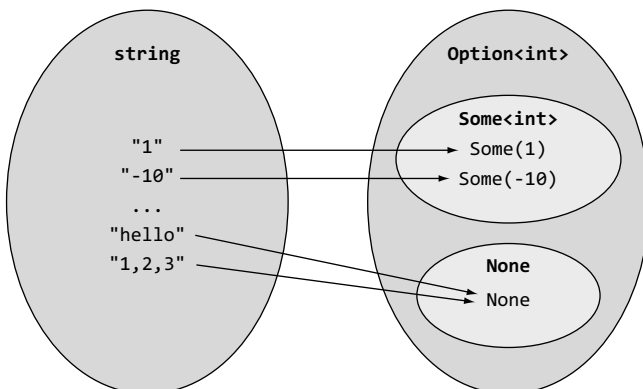 string
"1"
"-10"
...
"hello"
"1,2,3"
Option<int>
Some<int>
Some(1)
Some(-10)
None
None